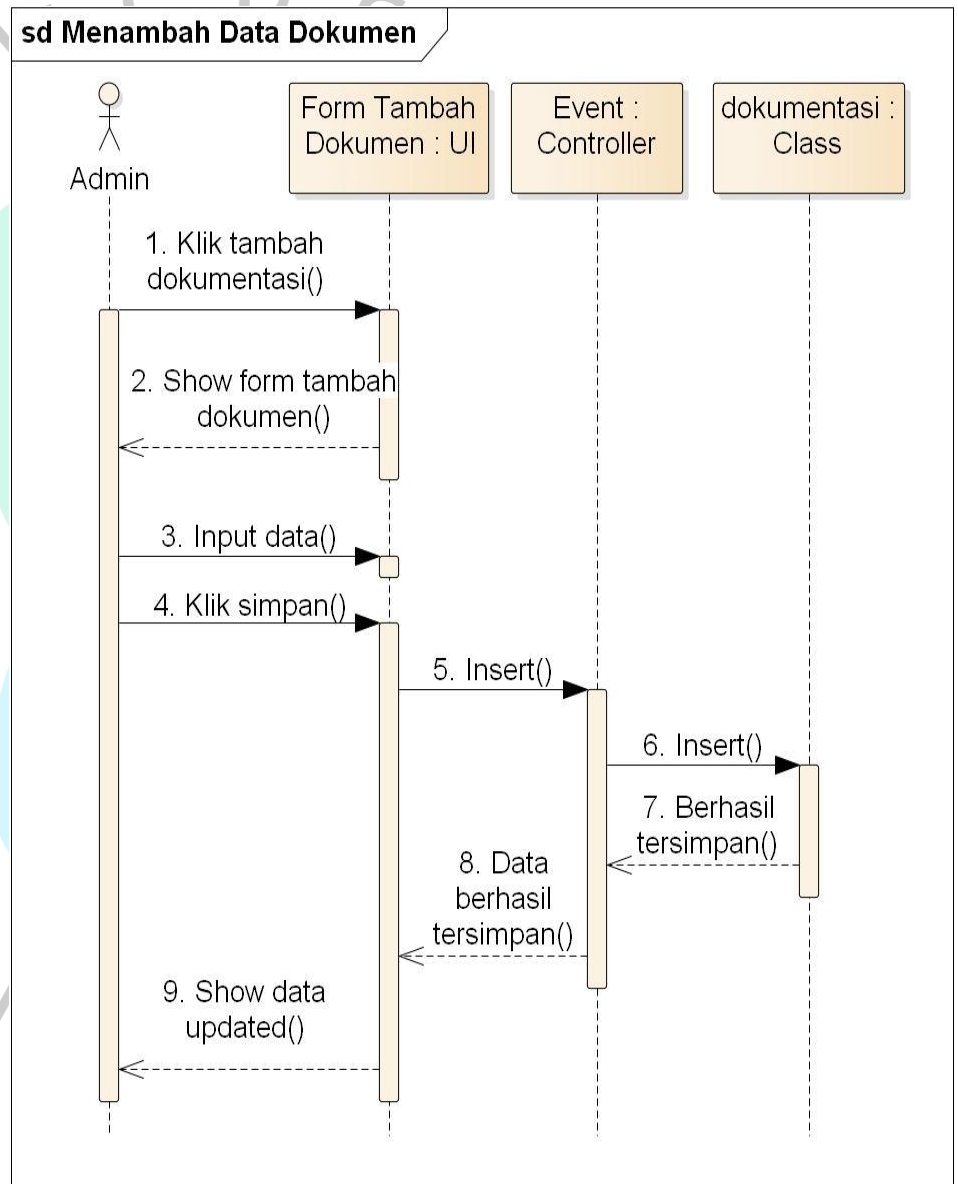 sd Menambah Data Dokumen
Form Tambah
Dokumen : UI
Event :
Controller
dokumentasi :
Class
Admin
1. Klik tambah
dokumentasi()
2. Show form tambah
dokumen()
3. Input data()
4. Klik simpan()
5. Insert()
6. Insert()
7. Berhasil
tersimpan()
8. Data
berhasil
tersimpan()
9. Show data
updated()